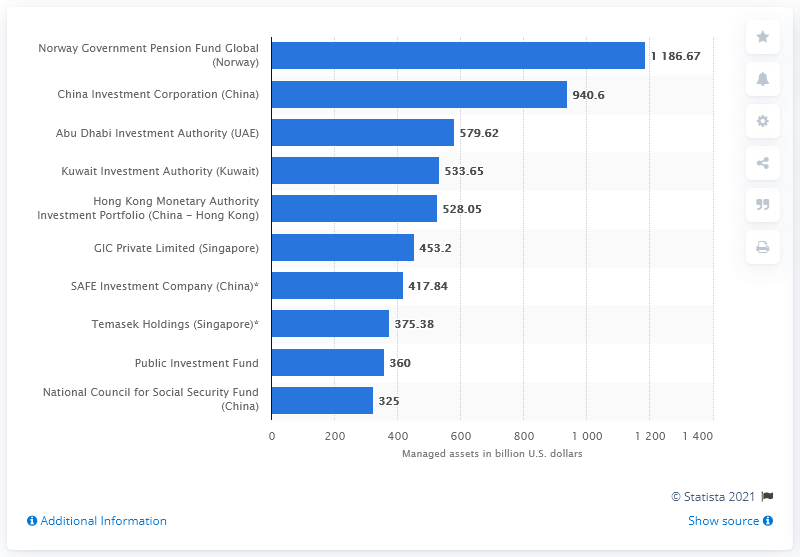 Norway Government Pension Fund Global
(Norway)
1 186.67
China Investment Corporation (China)
940.6
Abu Dhabi Investment Authority (UAE)
579.62
Kuwait Investment Authority (Kuwait)
533.65
Hong Kong Monetary Authority
Investment Portfolio (China - Hong Kong)
528.05
GIC Private Limited (Singapore)
453.2
SAFE Investment Company (China)*
417.84
Temasek Holdings (Singapore)*
375.38
Public Investment Fund
360
National Council for Social Security Fund
(China)
325
0 200 400 600 800 1 000 1 200 1 400
Managed assets in billion U.S. dollars
© Statista 2021
Additional Information
Show source